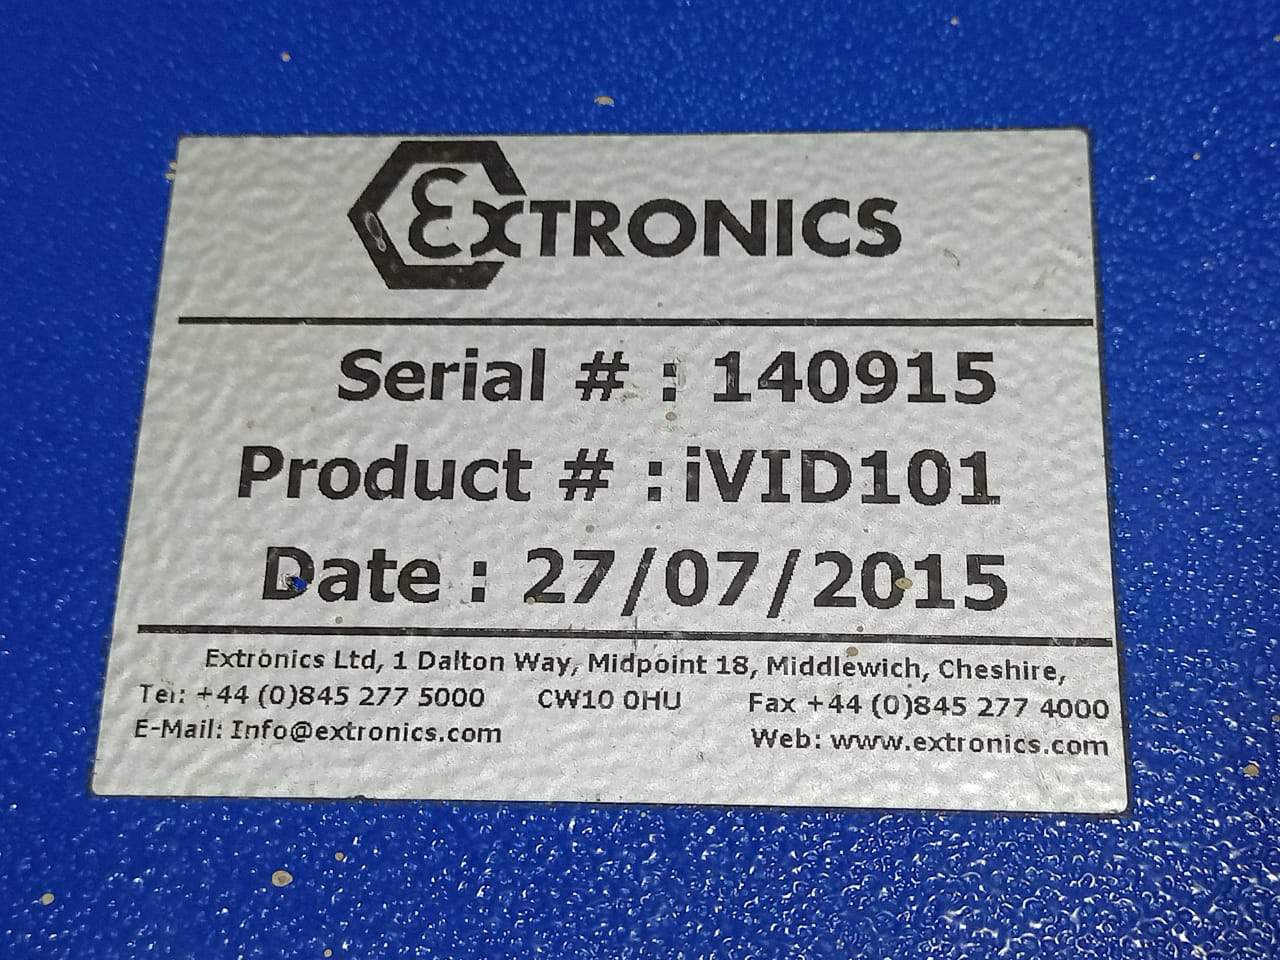 ExTRONICS
Serial # : 140915
Product # : iVID101
Date : 27/07/2015
Extronics Ltd, 1 Dalton Way, Midpoint 18, Middlewich, Cheshire,
Tel: +44 (0)845 277 5000 CW10 0HU Fax +44 (0)845 277 4000
E-Mail: Info@extronics.com Web: www.extronics.com